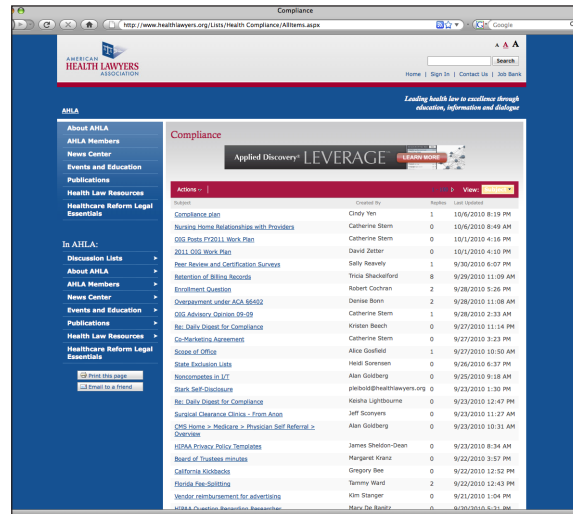 Compliance
http://www.healthlawyers.org/Lists/Health Compliance/AllItems.aspx
Google
A A A
AMERICAN
HEALTH LAWYERS
ASSOCIATION
Search
Home | Sign In | Contact Us | Job Bank
Leading health law to excellence through
education, information and dialogue
AHLA
About AHLA
AHLA Members
News Center
Events and Education
Publications
Health Law Resources
Healthcare Reform Legal
Essentials
In AHLA:
Discussion Lists
About AHLA
AHLA Members
News Center
Events and Education
Publications
Health Law Resources
Healthcare Reform Legal
Essentials
Print this page
Email to a friend
Compliance
Applied Discovery® LEVERAGE LEARN MORE
Actions View:
Subject Created By Replies Last Updated
Compliance plan Cindy Yen 1 10/6/2010 8:19 PM
Nursing Home Relationships with Providers Catherine Stern 0 10/6/2010 8:49 AM
OIG Posts FY2011 Work Plan Catherine Stern 0 10/1/2010 4:16 PM
2011 OIG Work Plan David Zetter 0 10/1/2010 4:10 PM
Peer Review and Certification Surveys Sally Reavely 1 9/30/2010 6:07 PM
Retention of Billing Records Tricia Shackelford 8 9/29/2010 11:09 AM
Enrollment Question Robert Cochran 2 9/28/2010 5:26 PM
Overpayment under ACA §6402 Denise Bonn 2 9/28/2010 11:08 AM
OIG Advisory Opinion 09-09 Catherine Stern 1 9/28/2010 2:33 AM
Re: Daily Digest for Compliance Kristen Beech 0 9/27/2010 11:14 PM
Co-Marketing Agreement Catherine Stern 0 9/27/2010 3:23 PM
Scope of Office Alice Gosfield 1 9/27/2010 10:50 AM
State Exclusion Lists Heidi Sorensen 0 9/26/2010 6:37 PM
Noncompetes in I/T Alan Goldberg 0 9/25/2010 9:18 AM
Stark Self-Disclosure pleibold@healthlawyers.org 0 9/23/2010 1:30 PM
Re: Daily Digest for Compliance Keisha Lightbourne 0 9/23/2010 12:47 PM
Surgical Clearance Clinics - From Anon Jeff Sconyers 0 9/23/2010 11:27 AM
CMS Home > Medicare > Physician Self Referral > Alan Goldberg 0 9/23/2010 10:31 AM
Overview
HIPAA Privacy Policy Templates James Sheldon-Dean 0 9/23/2010 8:34 AM
Board of Trustees minutes Margaret Kranz 0 9/22/2010 3:57 PM
California Kickbacks Gregory Bee 0 9/22/2010 12:52 PM
Florida Fee-Splitting Tammy Ward 2 9/22/2010 12:43 PM
Vendor reimbursement for advertising Kim Stanger 0 9/21/2010 1:04 PM
HIPAA Question Regarding Researcher 0 9/20/2010 5:21 PM